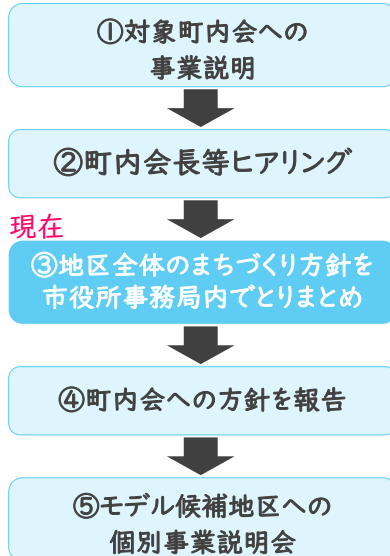 ①対象町内会への
事業説明
②町内会長等ヒアリング
現在
③地区全体のまちづくり方針を
市役所事務局内でとりまとめ
④町内会への方針を報告
⑤モデル候補地区への
個別事業説明会